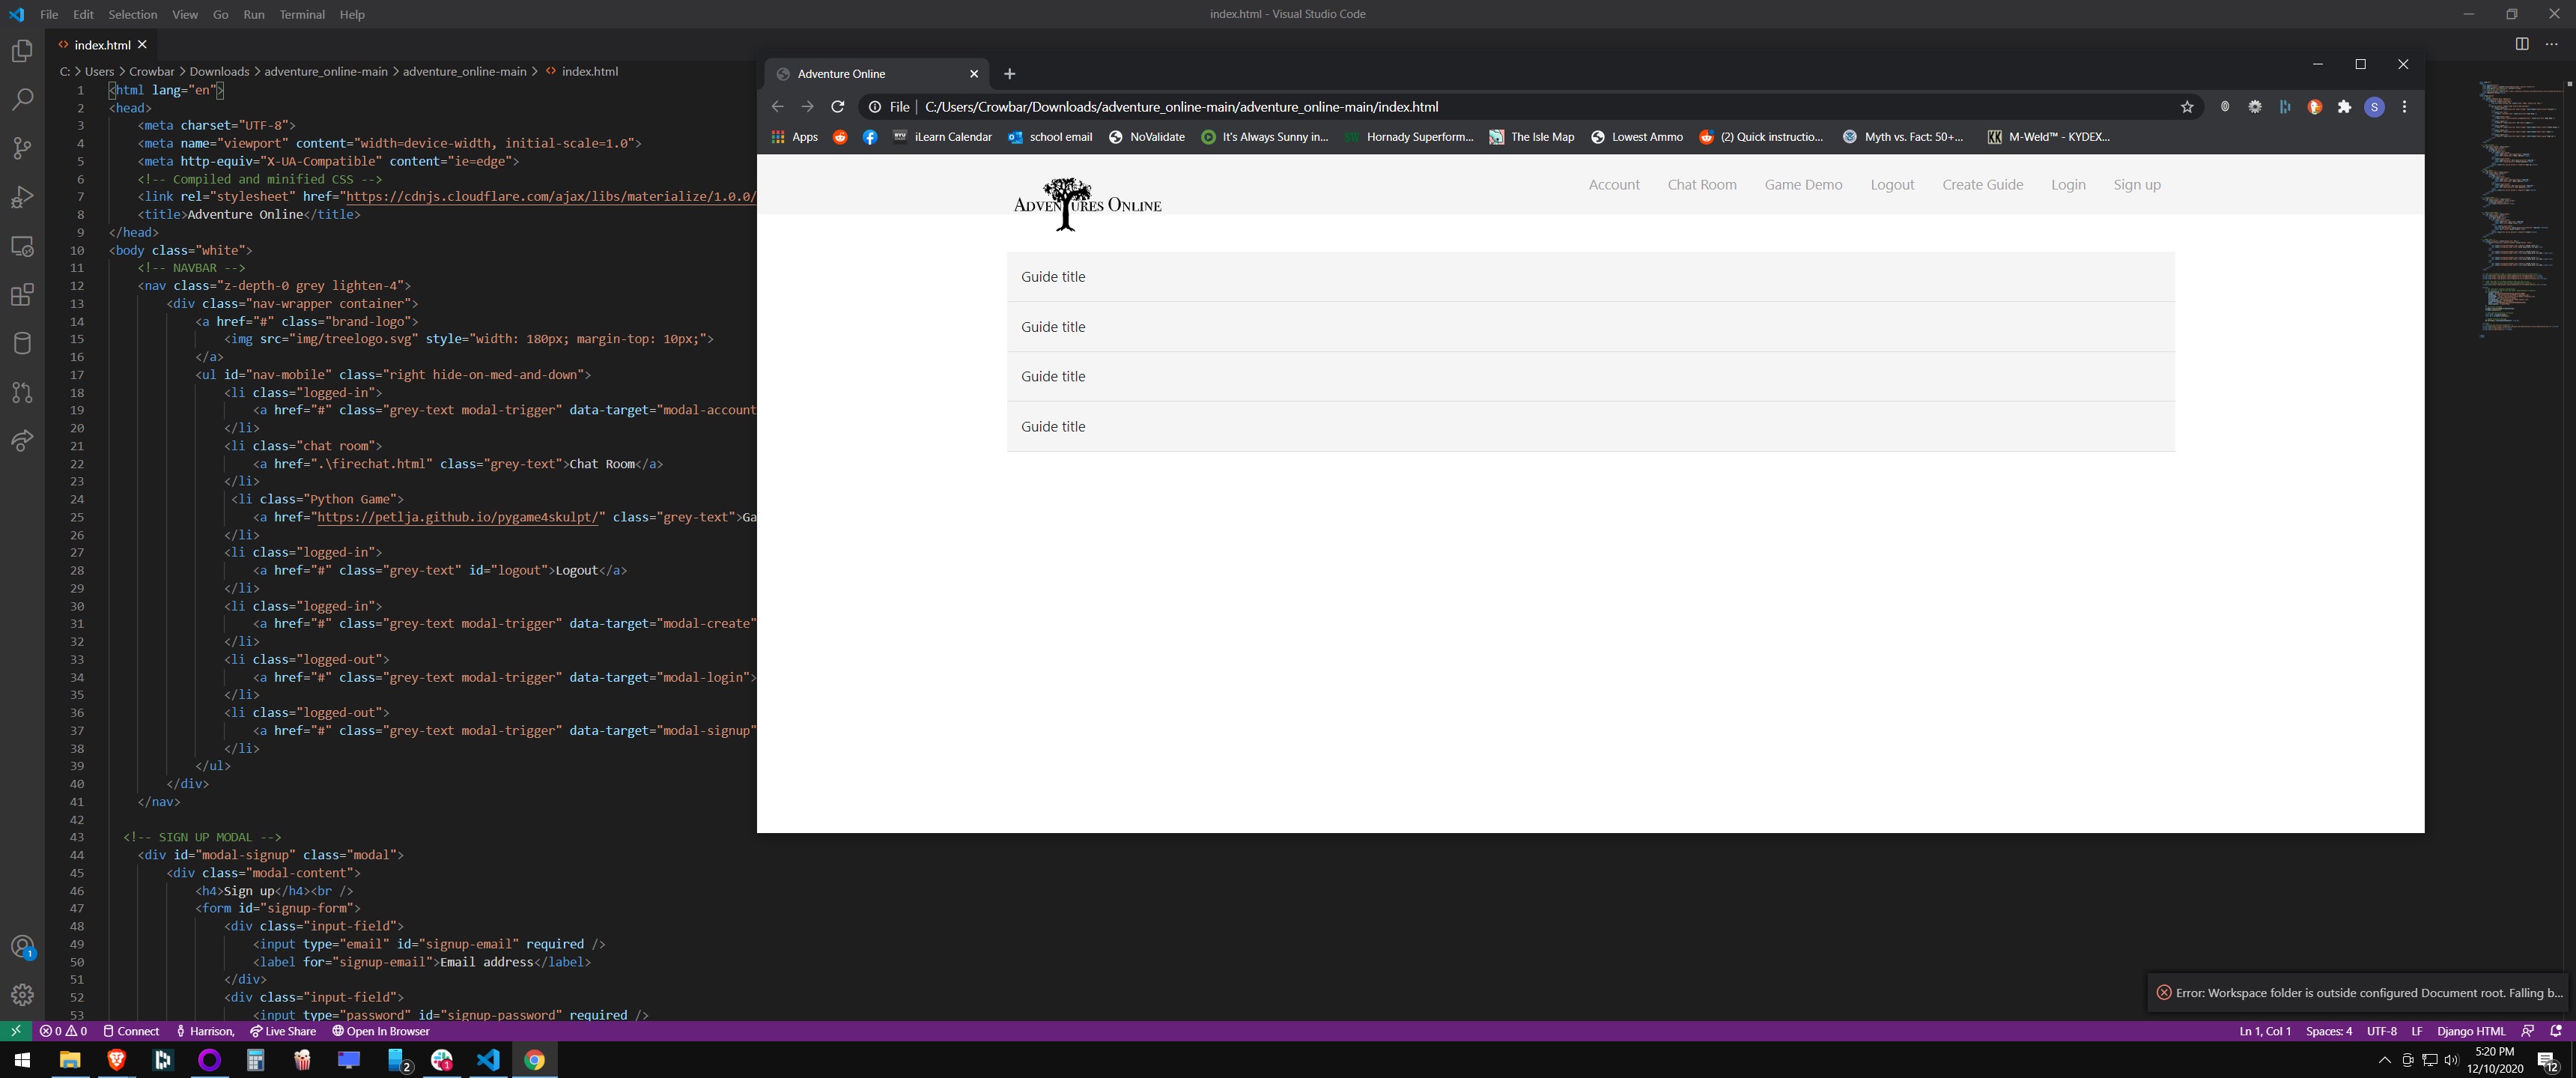 File Edit Selection View Go Run Terminal Help
index.html - Visual Studio Code
index.html
C: > Users > Crowbar > Downloads > adventure_online-main > adventure_online-main > index.html
1 <html lang="en">
2 <head>
3 <meta charset="UTF-8">
4 <meta name="viewport" content="width=device-width, initial-scale=1.0">
5 <meta http-equiv="X-UA-Compatible" content="ie=edge">
6 <!-- Compiled and minified CSS -->
7 <link rel="stylesheet" href="https://cdnjs.cloudflare.com/ajax/libs/materialize/1.0.0/
8 <title>Adventure Online</title>
9 </head>
10 <body class="white">
11 <!-- NAVBAR -->
12 <nav class="z-depth-0 grey lighten-4">
13 <div class="nav-wrapper container">
14 <a href="#" class="brand-logo">
15 <img src="img/treelogo.svg" style="width: 180px; margin-top: 10px;">
16 </a>
17 <ul id="nav-mobile" class="right hide-on-med-and-down">
18 <li class="logged-in">
19 <a href="#" class="grey-text modal-trigger" data-target="modal-account
20 </li>
21 <li class="chat room">
22 <a href=".\firechat.html" class="grey-text">Chat Room</a>
23 </li>
24 <li class="Python Game">
25 <a href="https://petlja.github.io/pygame4skulpt/" class="grey-text">Ga
26 </li>
27 <li class="logged-in">
28 <a href="#" class="grey-text" id="logout">Logout</a>
29 </li>
30 <li class="logged-in">
31 <a href="#" class="grey-text modal-trigger" data-target="modal-create"
32 </li>
33 <li class="logged-out">
34 <a href="#" class="grey-text modal-trigger" data-target="modal-login">
35 </li>
36 <li class="logged-out">
37 <a href="#" class="grey-text modal-trigger" data-target="modal-signup"
38 </li>
39 </ul>
40 </div>
41 </nav>
42
43 <!-- SIGN UP MODAL -->
44 <div id="modal-signup" class="modal">
45 <div class="modal-content">
46 <h4>Sign up</h4><br />
47 <form id="signup-form">
48 <div class="input-field">
49 <input type="email" id="signup-email" required />
50 <label for="signup-email">Email address</label>
51 </div>
52 <div class="input-field">
53 <input type="password" id="signup-password" required />
Adventure Online
File | C:/Users/Crowbar/Downloads/adventure_online-main/adventure_online-main/index.html
S
Apps iLearn Calendar school email NoValidate It's Always Sunny in... Hornady Superform... The Isle Map Lowest Ammo (2) Quick instructio... Myth vs. Fact: 50+... M-Weld™ - KYDEX...
Account Chat Room Game Demo Logout Create Guide Login Sign up
ADVENTURES ONLINE
Guide title
Guide title
Guide title
Guide title
Error: Workspace folder is outside configured Document root. Falling b...
1
0 0 Connect Harrison, Live Share Open In Browser
Ln 1, Col 1 Spaces: 4 UTF-8 LF Django HTML
2
5:20 PM
12/10/2020
12